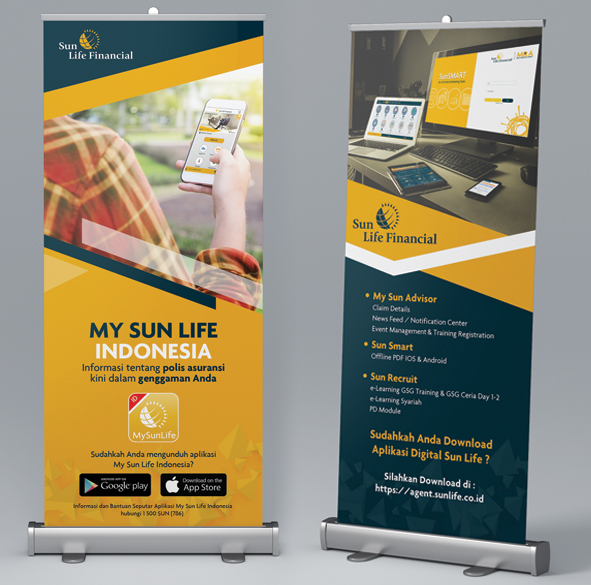 Sun
Life Financial
MY SUN LIFE
INDONESIA
Informasi tentang polis asuransi
kini dalam genggaman Anda
ID
MySunLife
Sudahkah Anda mengunduh aplikasi
My Sun Life Indonesia?
ANDROID APP ON
Google play
Download on the
App Store
Informasi dan Bantuan Seputar Aplikasi My Sun Life Indonesia
hubungi 1 500 SUN (786)
SunSMART
Sun
Life Financial
My Sun Advisor
Claim Details
News Feed / Notification Center
Event Management & Training Registration
Sun Smart
Offline PDF IOS & Android
Sun Recruit
e-Learning GSG Training & GSG Ceria Day 1-2
e-Learning Syariah
PD Module
Sudahkah Anda Download
Aplikasi Digital Sun Life ?
Silahkan Download di :
https://agent.sunlife.co.id